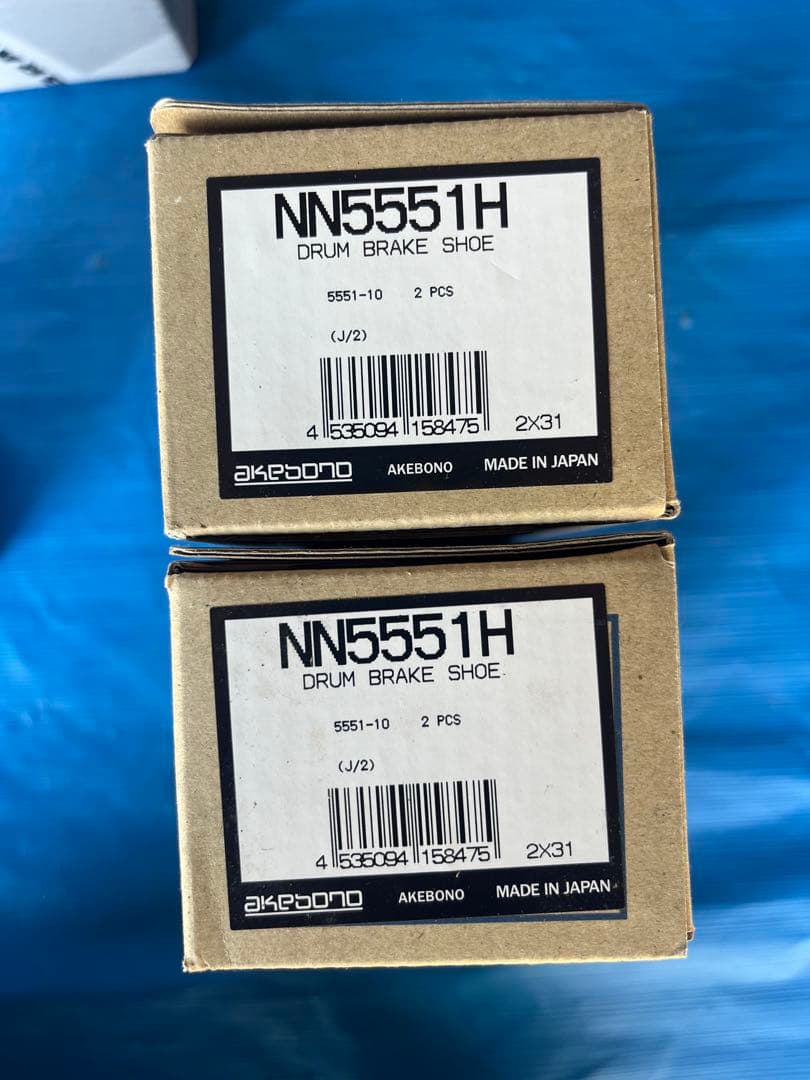 NN5551H
DRUM BRAKE SHOE
5551-10 2 PCS
(J/2)
4 535094 158475 2X31
akebono AKEBONO MADE IN JAPAN
NN5551H
DRUM BRAKE SHOE
5551-10 2 PCS
(J/2)
4 535094 158475 2X31
akebono AKEBONO MADE IN JAPAN